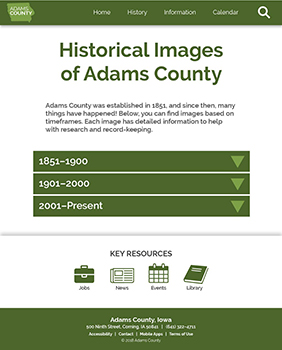 ADAMS
COUNTY
Home History Information Calendar
Historical Images
of Adams County
Adams County was established in 1851, and since then, many
things have happened! Below, you can find images based on
timeframes. Each image has detailed information to help
with research and record-keeping.
1851–1900
1901–2000
2001–Present
KEY RESOURCES
Jobs News Events Library
Adams County, Iowa
500 Ninth Street, Corning, IA 50841 | (641) 322-4711
Accessibility | Contact | Mobile Apps | Terms of Use
© 2018 Adams County